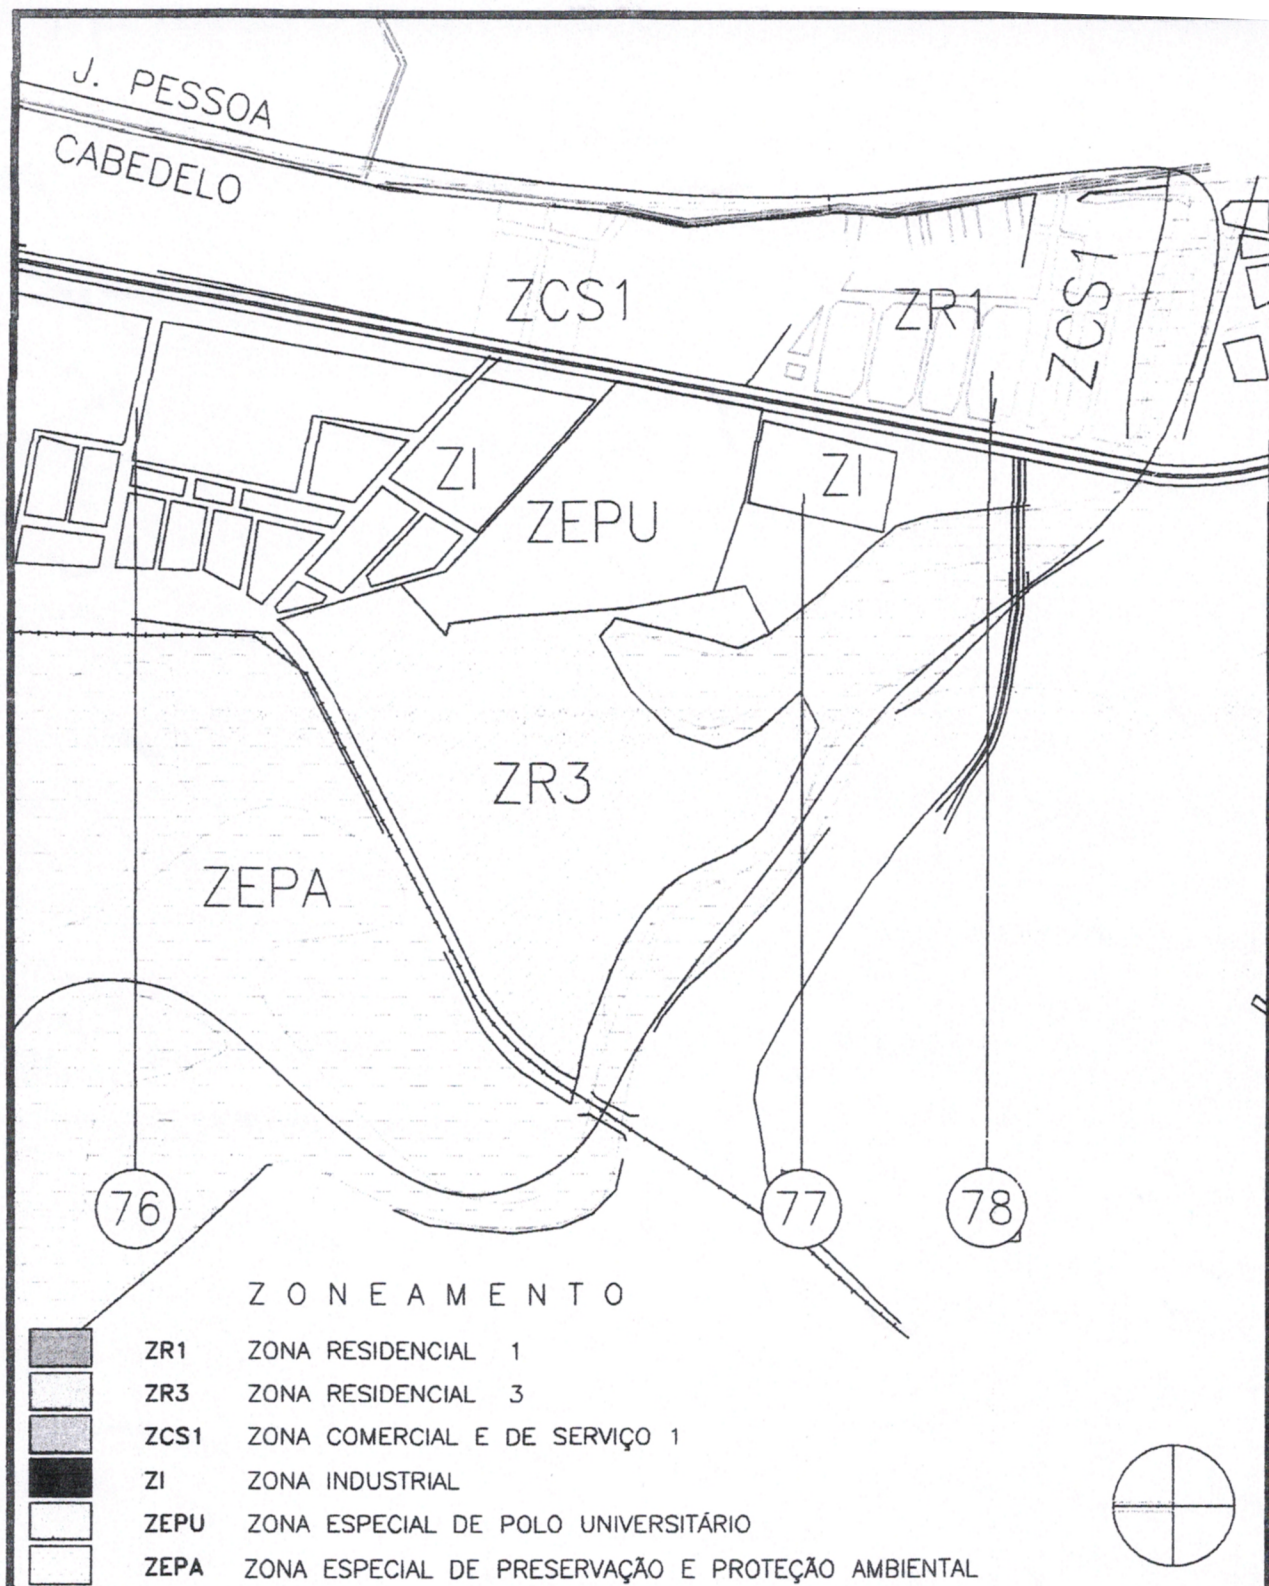 J. PESSOA
CABEDELO
ZCS1
ZR1
ZCS1
ZI
ZI
ZEPU
ZR3
ZEPA
76
77
78
ZONEAMENTO
ZR1 ZONA RESIDENCIAL 1
ZR3 ZONA RESIDENCIAL 3
ZCS1 ZONA COMERCIAL E DE SERVIÇO 1
ZI ZONA INDUSTRIAL
ZEPU ZONA ESPECIAL DE POLO UNIVERSITÁRIO
ZEPA ZONA ESPECIAL DE PRESERVAÇÃO E PROTEÇÃO AMBIENTAL